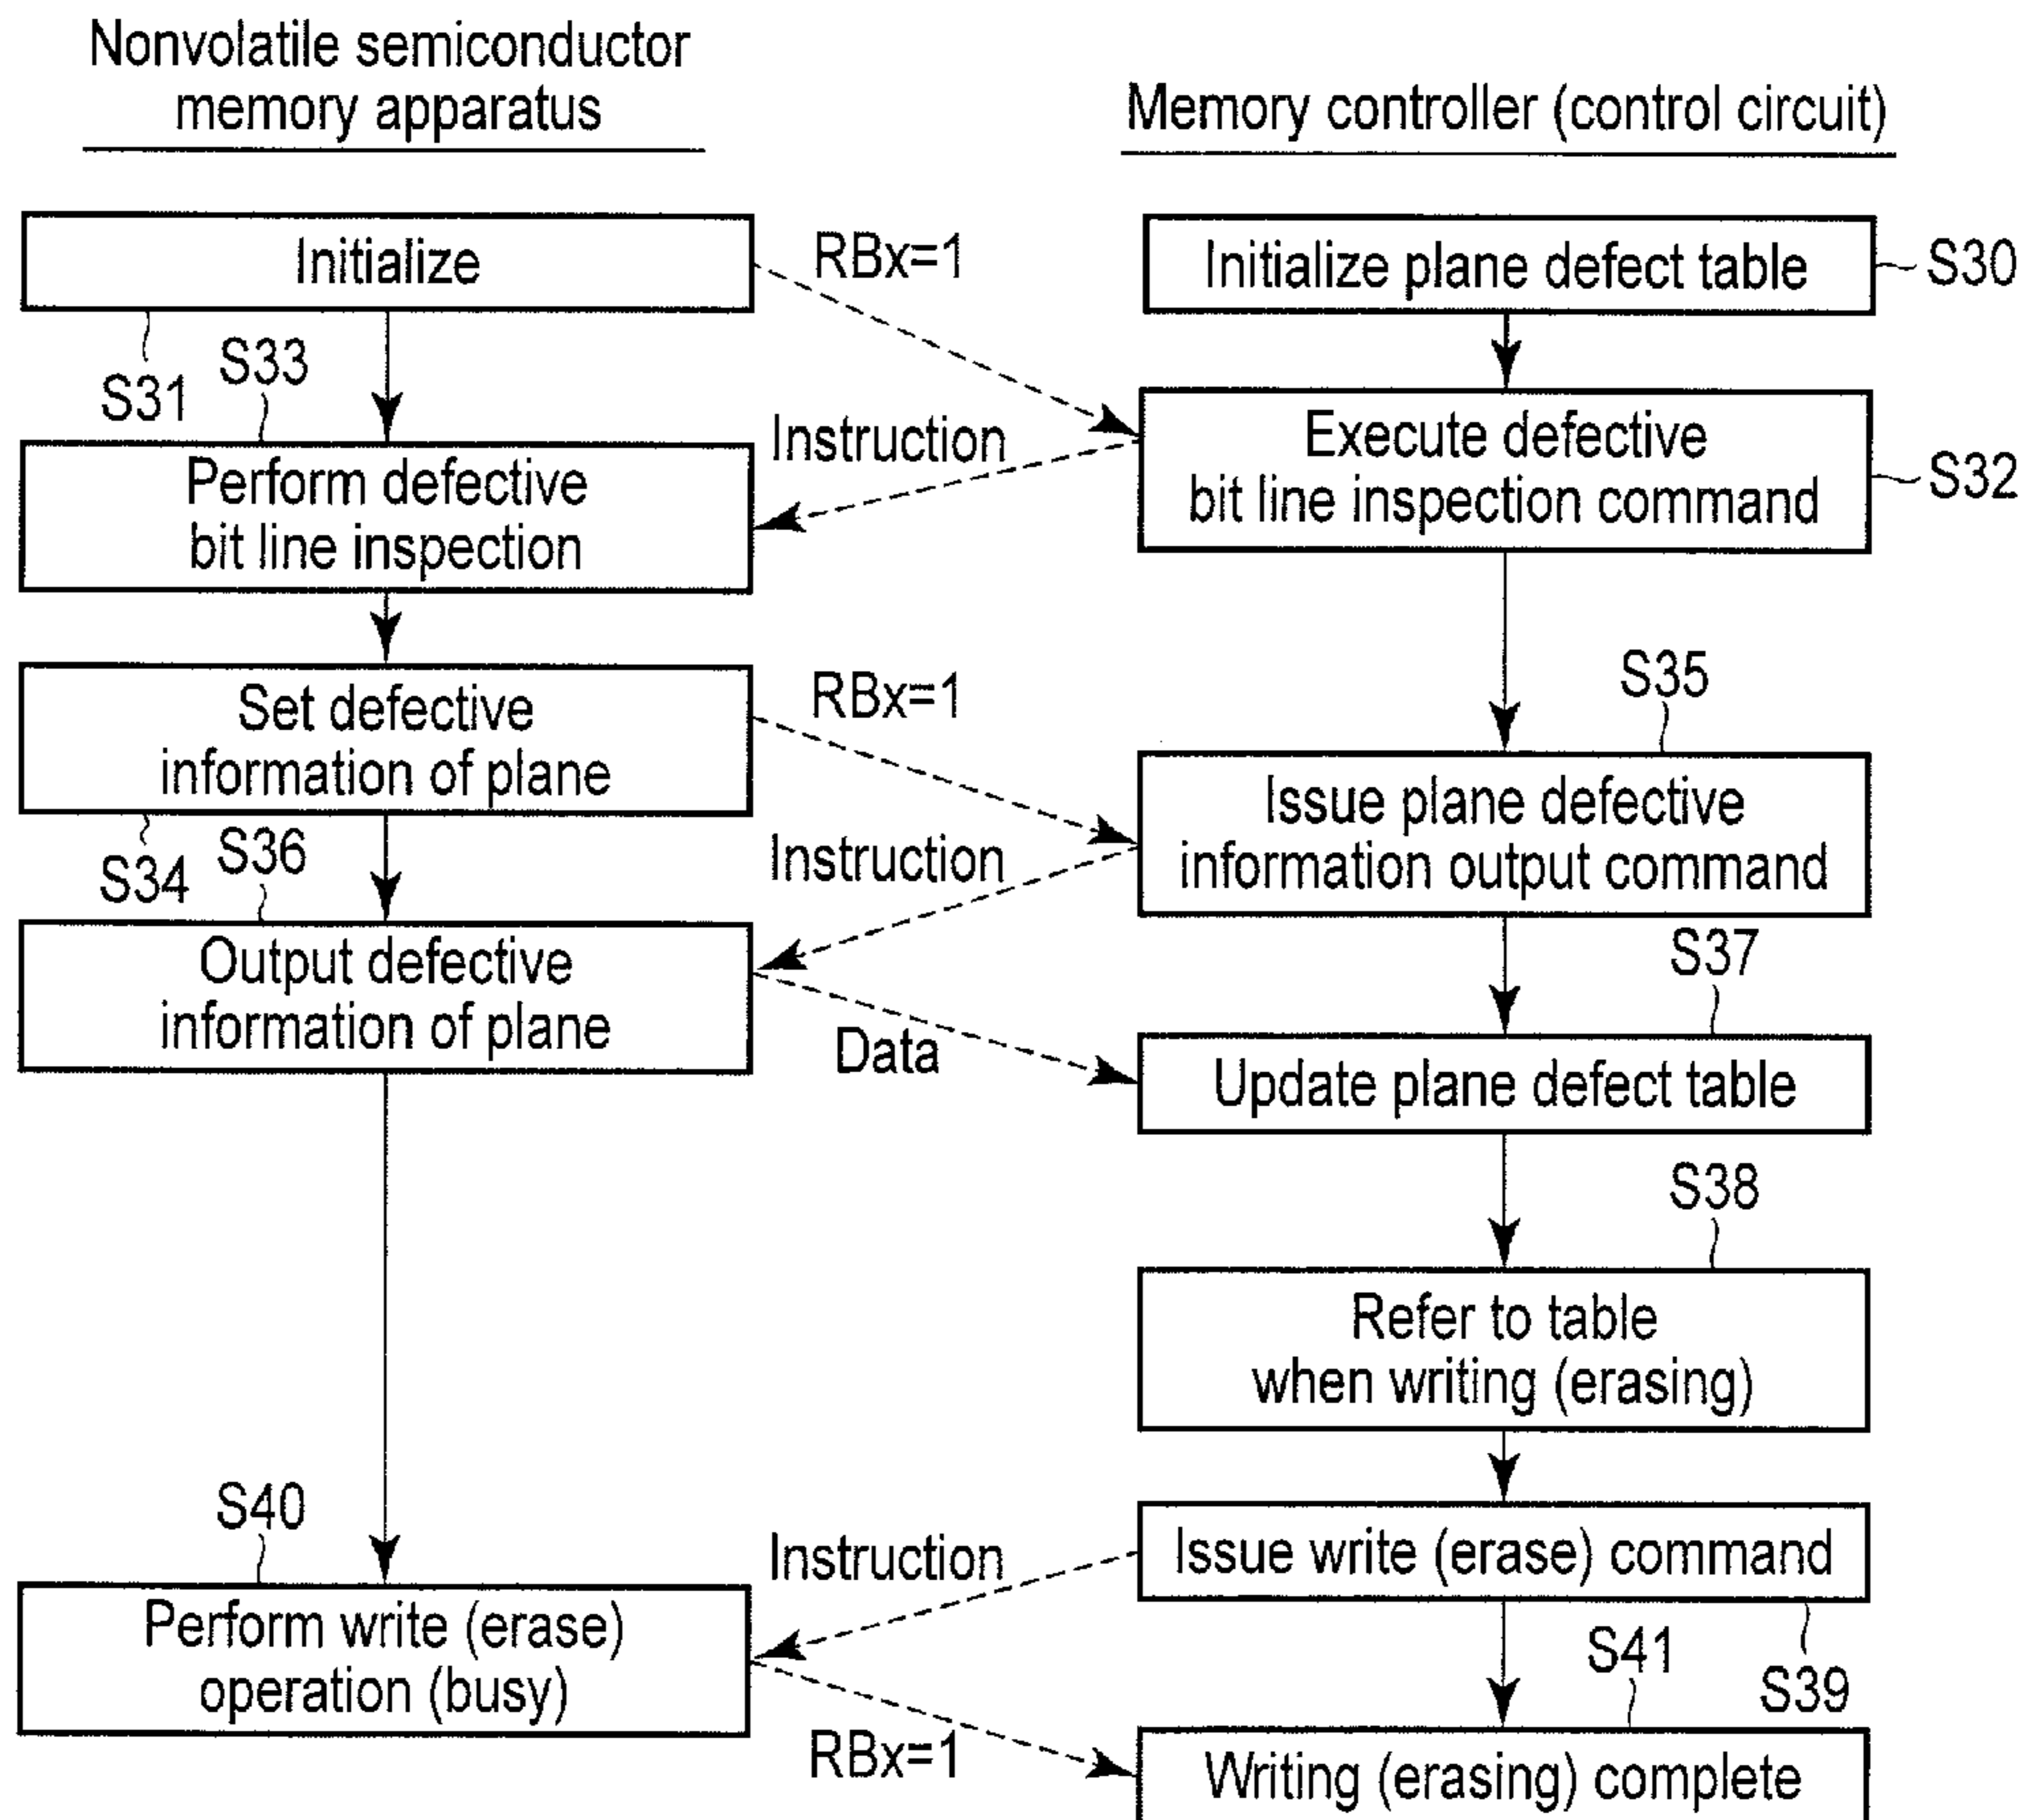 Nonvolatile semiconductor
memory apparatus
Memory controller (control circuit)
Initialize
RBx=1
Initialize plane defect table
S30
S31
S33
Instruction
Execute defective
bit line inspection command
S32
Perform defective
bit line inspection
Set defective
information of plane
RBx=1
S35
Issue plane defective
information output command
S34
S36
Instruction
Output defective
information of plane
Data
S37
Update plane defect table
S38
Refer to table
when writing (erasing)
S40
Instruction
Issue write (erase) command
S39
Perform write (erase)
operation (busy)
RBx=1
S41
Writing (erasing) complete